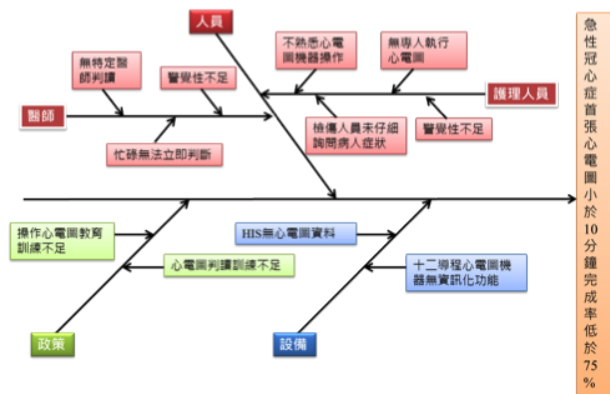 人員
不熟悉心電
圖機器操作
無專人執行
心電圖
無特定醫
師判讀
警覺性不足
護理人員
醫師
忙碌無法立即判斷
檢傷人員未仔細
詢問病人症狀
警覺性不足
急性冠心症首張心電圖小於10分鐘完成率低於75%
操作心電圖教育
訓練不足
HIS無心電圖資料
心電圖判讀訓練不足
十二導程心電圖機
器無資訊化功能
政策
設備